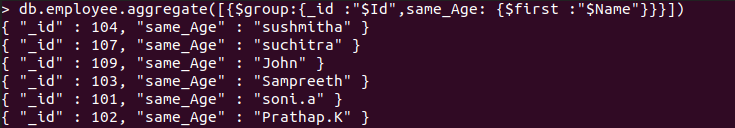 > db.employee.aggregate([{$group:{_id :"$Id",same_Age: {$first :"$Name"}}}])
{ "_id" : 104, "same_Age" : "sushmitha" }
{ "_id" : 107, "same_Age" : "suchitra" }
{ "_id" : 109, "same_Age" : "John" }
{ "_id" : 103, "same_Age" : "Sampreeth" }
{ "_id" : 101, "same_Age" : "soni.a" }
{ "_id" : 102, "same_Age" : "Prathap.K" }